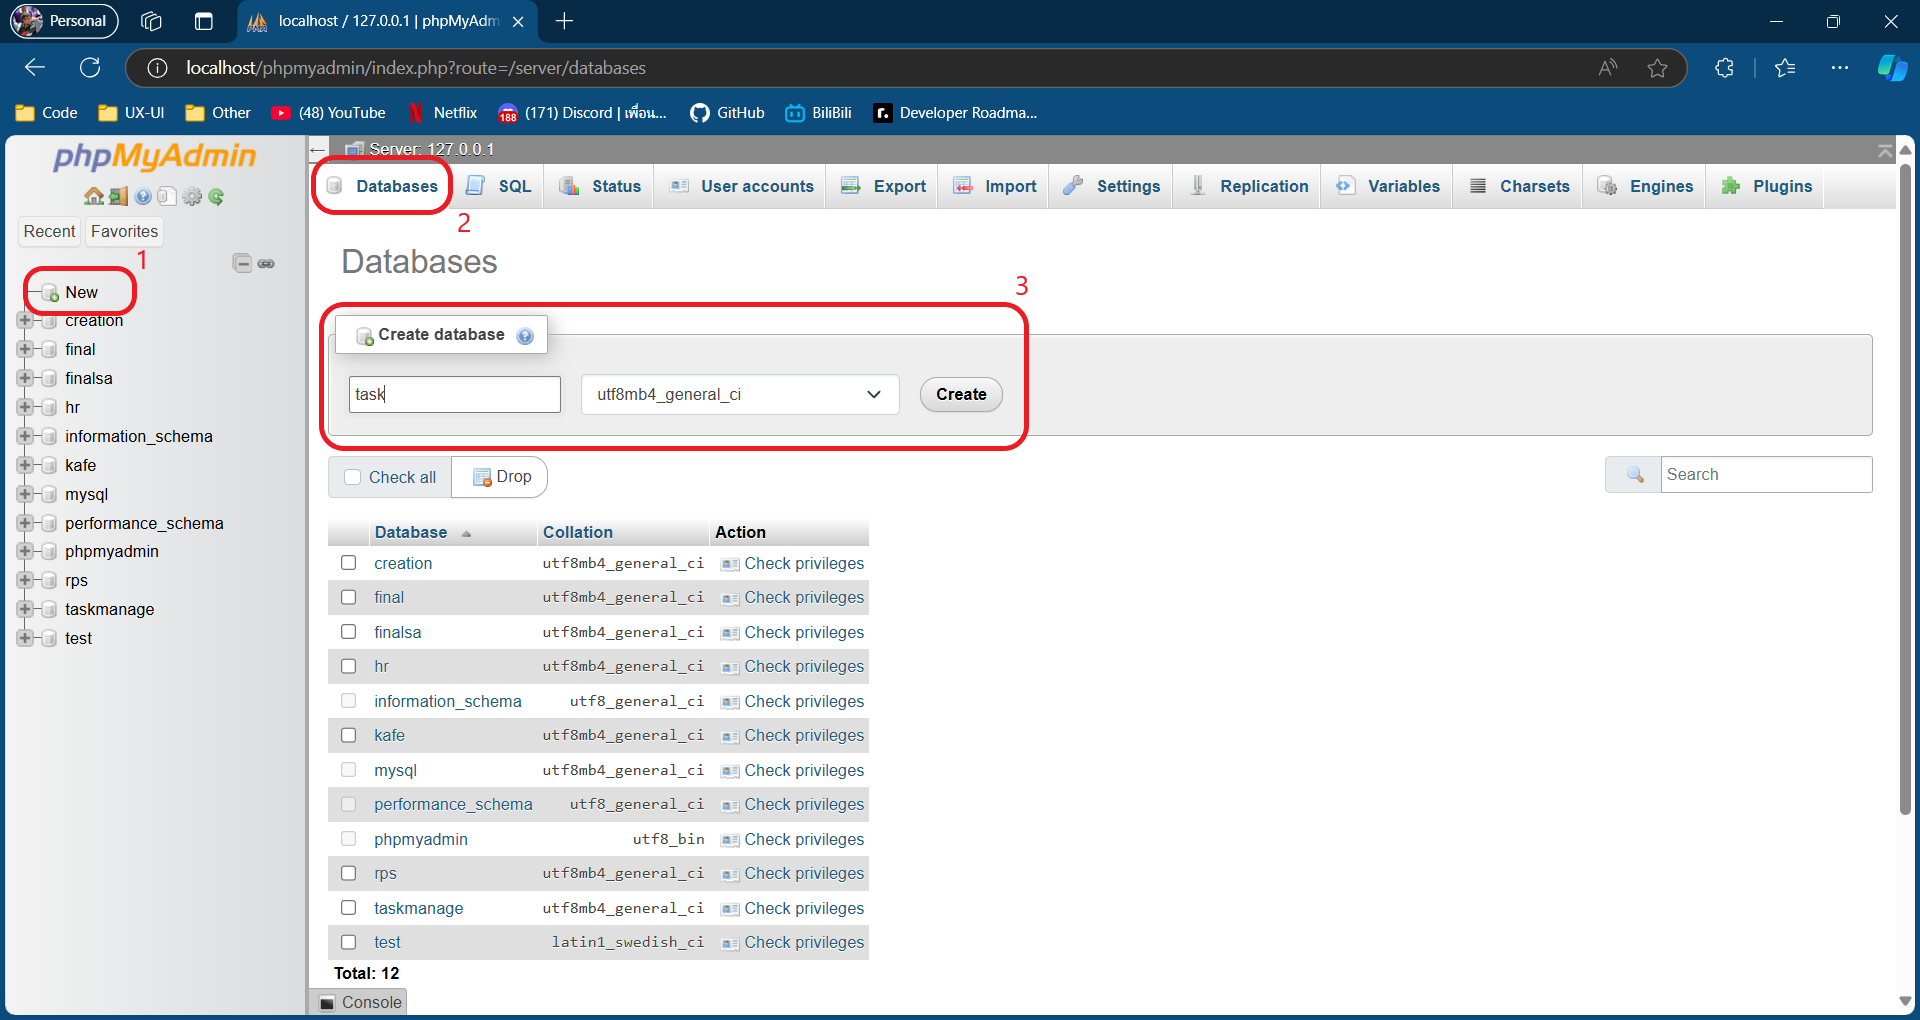 Personal
localhost / 127.0.0.1 | phpMyAdm
localhost/phpmyadmin/index.php?route=/server/databases
Code UX-UI Other (48) YouTube Netflix 188 (171) Discord | เพื่อน... GitHub BiliBili Developer Roadma...
phpMyAdmin
Recent Favorites
1
New
creation
final
finalsa
hr
information_schema
kafe
mysql
performance_schema
phpmyadmin
rps
taskmanage
test
Server: 127.0.0.1
Databases SQL Status User accounts Export Import Settings Replication Variables Charsets Engines Plugins
2
Databases
3
Create database
task utf8mb4_general_ci Create
Check all Drop Search
Database Collation Action
creation utf8mb4_general_ci Check privileges
final utf8mb4_general_ci Check privileges
finalsa utf8mb4_general_ci Check privileges
hr utf8mb4_general_ci Check privileges
information_schema utf8_general_ci Check privileges
kafe utf8mb4_general_ci Check privileges
mysql utf8mb4_general_ci Check privileges
performance_schema utf8_general_ci Check privileges
phpmyadmin utf8_bin Check privileges
rps utf8mb4_general_ci Check privileges
taskmanage utf8mb4_general_ci Check privileges
test latin1_swedish_ci Check privileges
Total: 12
Console